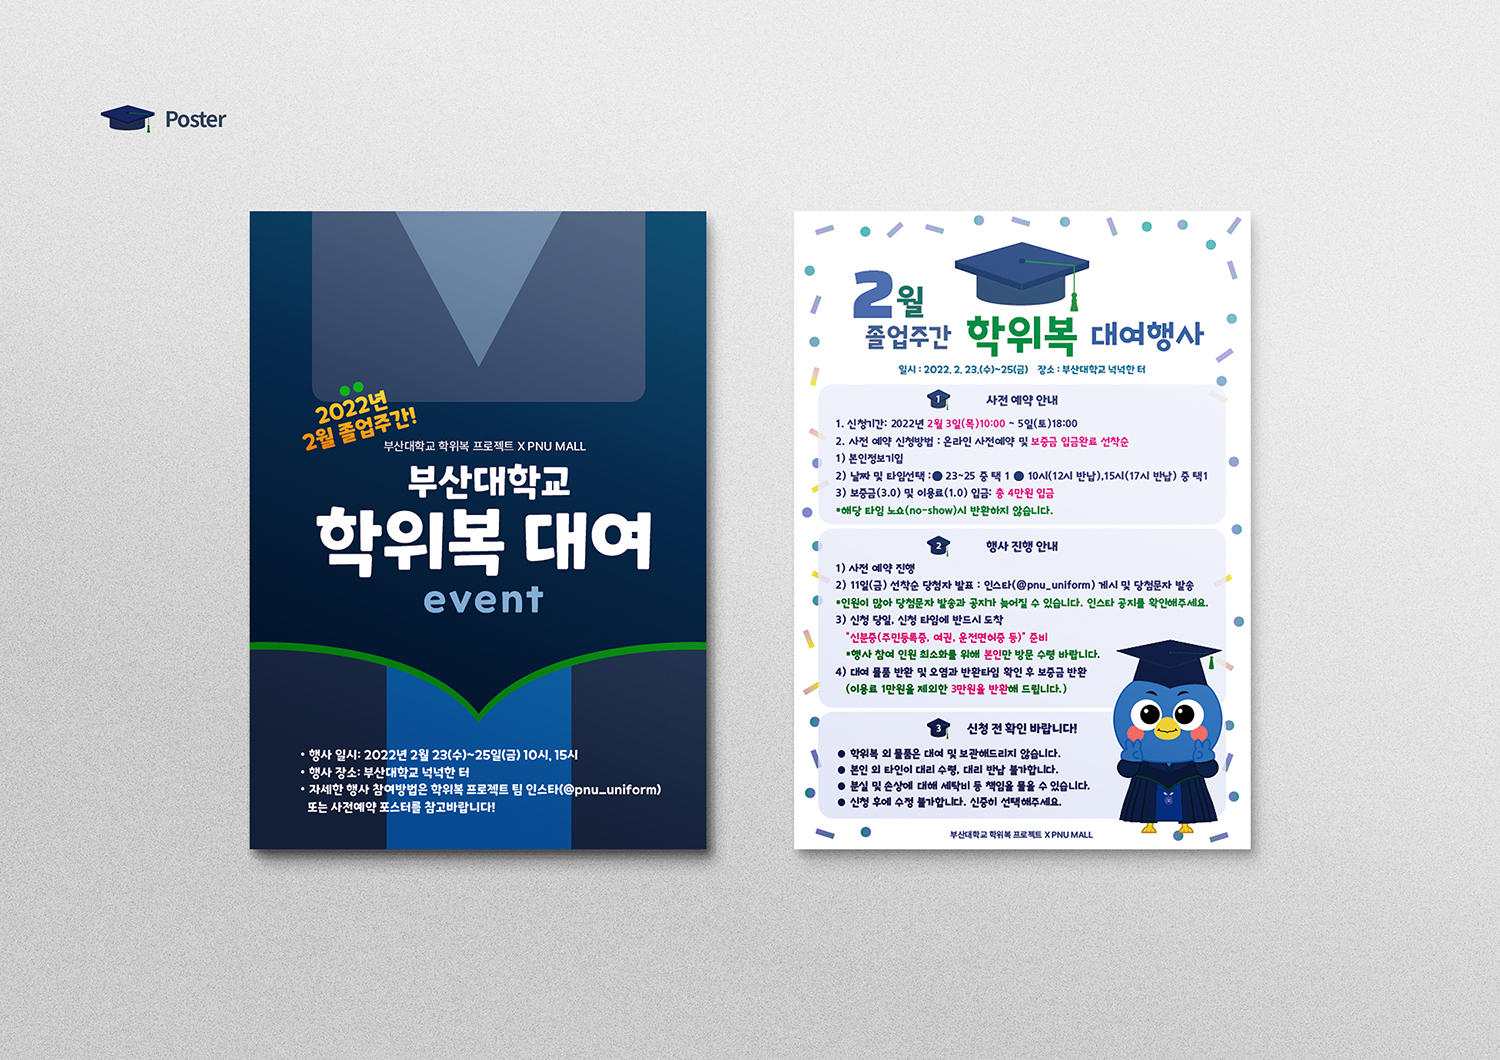 Poster
2022년
2월 졸업주간!
부산대학교 학위복 프로젝트 X PNU MALL
부산대학교
학위복 대여
event
• 행사 일시: 2022년 2월 23(수)~25일(금) 10시, 15시
• 행사 장소: 부산대학교 넉넉한 터
• 자세한 행사 참여방법은 학위복 프로젝트 팀 인스타(@pnu_uniform)
또는 사전예약 포스터를 참고바랍니다!
2월
졸업주간 학위복 대여행사
일시 : 2022. 2. 23.(수)~25(금) 장소 : 부산대학교 넉넉한 터
1 사전 예약 안내
1. 신청기간: 2022년 2월 3일(목)10:00 ~ 5일(토)18:00
2. 사전 예약 신청방법 : 온라인 사전예약 및 보증금 입금완료 선착순
1) 본인정보기입
2) 날짜 및 타임선택 :● 23~25 중 택 1 ● 10시(12시 반납),15시(17시 반납) 중 택1
3) 보증금(3.0) 및 이용료(1.0) 입금: 총 4만원 입금
*해당 타임 노쇼(no-show)시 반환하지 않습니다.
2 행사 진행 안내
1) 사전 예약 진행
2) 11일(금) 선착순 당첨자 발표 : 인스타(@pnu_uniform) 게시 및 당첨문자 발송
*인원이 많아 당첨문자 발송과 공지가 늦어질 수 있습니다. 인스타 공지를 확인해주세요.
3) 신청 당일, 신청 타임에 반드시 도착
"신분증(주민등록증, 여권, 운전면허증 등)" 준비
*행사 참여 인원 최소화를 위해 본인만 방문 수령 바랍니다.
4) 대여 물품 반환 및 오염과 반환타임 확인 후 보증금 반환
(이용료 1만원을 제외한 3만원을 반환해 드립니다.)
3 신청 전 확인 바랍니다!
● 학위복 외 물품은 대여 및 보관해드리지 않습니다.
● 본인 외 타인이 대리 수령, 대리 반납 불가합니다.
● 분실 및 손상에 대해 세탁비 등 책임을 물을 수 있습니다.
● 신청 후에 수정 불가합니다. 신중히 선택해주세요.
부산대학교 학위복 프로젝트 X PNU MALL